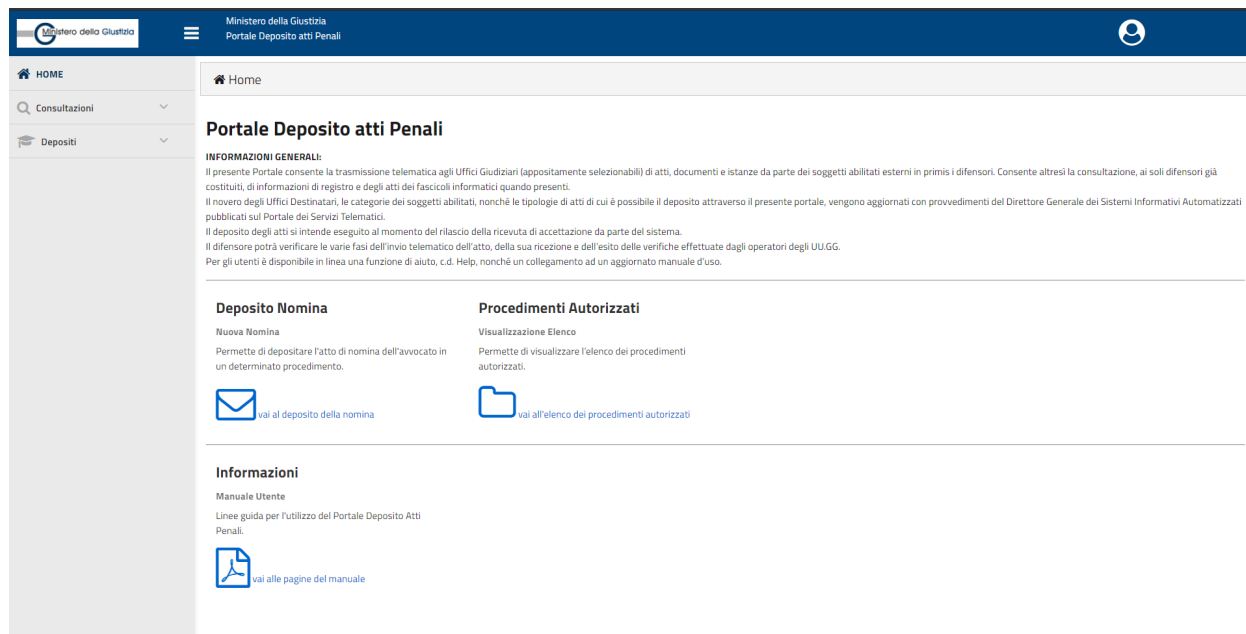 Ministero della Giustizia
Ministero della Giustizia
Portale Deposito atti Penali
HOME
Consultazioni
Depositi
Home
Portale Deposito atti Penali
INFORMAZIONI GENERALI:
Il presente Portale consente la trasmissione telematica agli Uffici Giudiziari (appositamente selezionabili) di atti, documenti e istanze da parte dei soggetti abilitati esterni in primis i difensori. Consente altresì la consultazione, ai soli difensori già
costituiti, di informazioni di registro e degli atti dei fascicoli informatici quando presenti.
Il novero degli Uffici Destinatari, le categorie dei soggetti abilitati, nonché le tipologie di atti di cui è possibile il deposito attraverso il presente portale, vengono aggiornati con provvedimenti del Direttore Generale dei Sistemi Informativi Automatizzati
pubblicati sul Portale dei Servizi Telematici.
Il deposito degli atti si intende eseguito al momento del rilascio della ricevuta di accettazione da parte del sistema.
Il difensore potrà verificare le varie fasi dell'invio telematico dell'atto, della sua ricezione e dell'esito delle verifiche effettuate dagli operatori degli UU.GG.
Per gli utenti è disponibile in linea una funzione di aiuto, c.d. Help, nonché un collegamento ad un aggiornato manuale d'uso.
Deposito Nomina
Nuova Nomina
Permette di depositare l'atto di nomina dell'avvocato in
un determinato procedimento.
vai al deposito della nomina
Procedimenti Autorizzati
Visualizzazione Elenco
Permette di visualizzare l'elenco dei procedimenti
autorizzati.
vai all'elenco dei procedimenti autorizzati
Informazioni
Manuale Utente
Linee guida per l'utilizzo del Portale Deposito Atti
Penali.
vai alle pagine del manuale